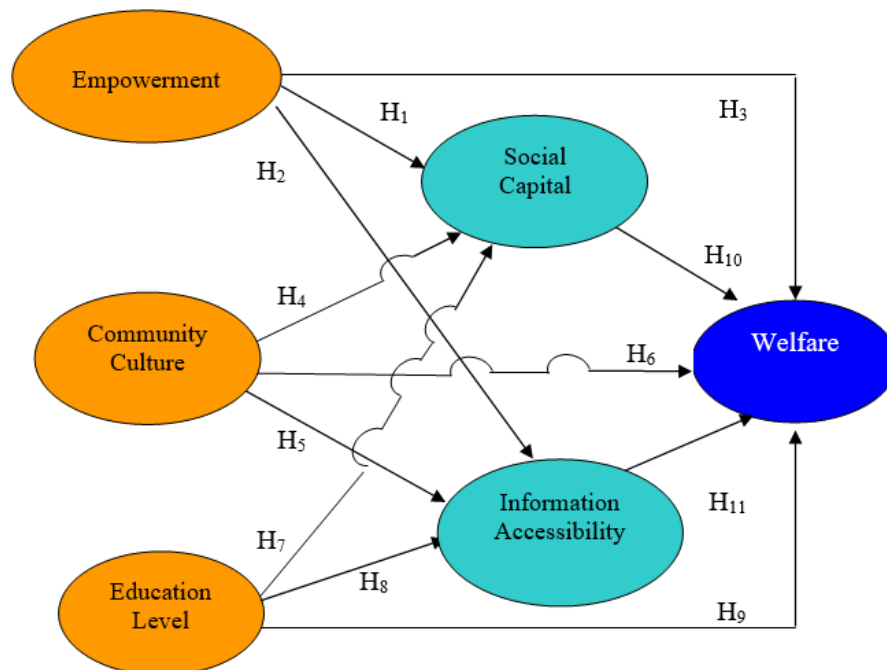 Empowerment
H₁
H₃
H₂
Social
Capital
H₁₀
H₄
Community
Culture
Welfare
H₆
H₅
Information
Accessibility
H₁₁
H₇
H₈
Education
Level
H₉